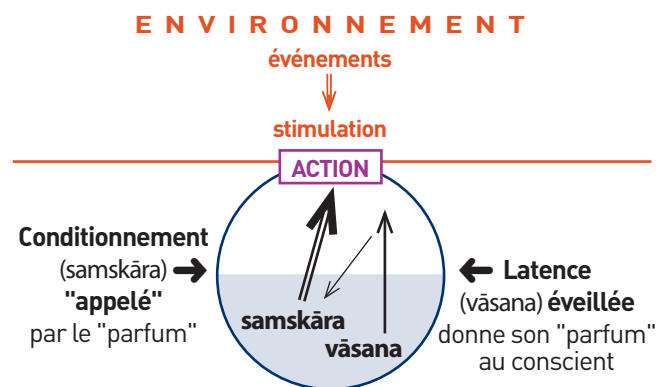 ENVIRONNEMENT
événements
stimulation
ACTION
Conditionnement
(samskāra)
"appelé"
par le "parfum"
samskāra
vāsana
Latence
(vāsana) éveillée
donne son "parfum"
au conscient